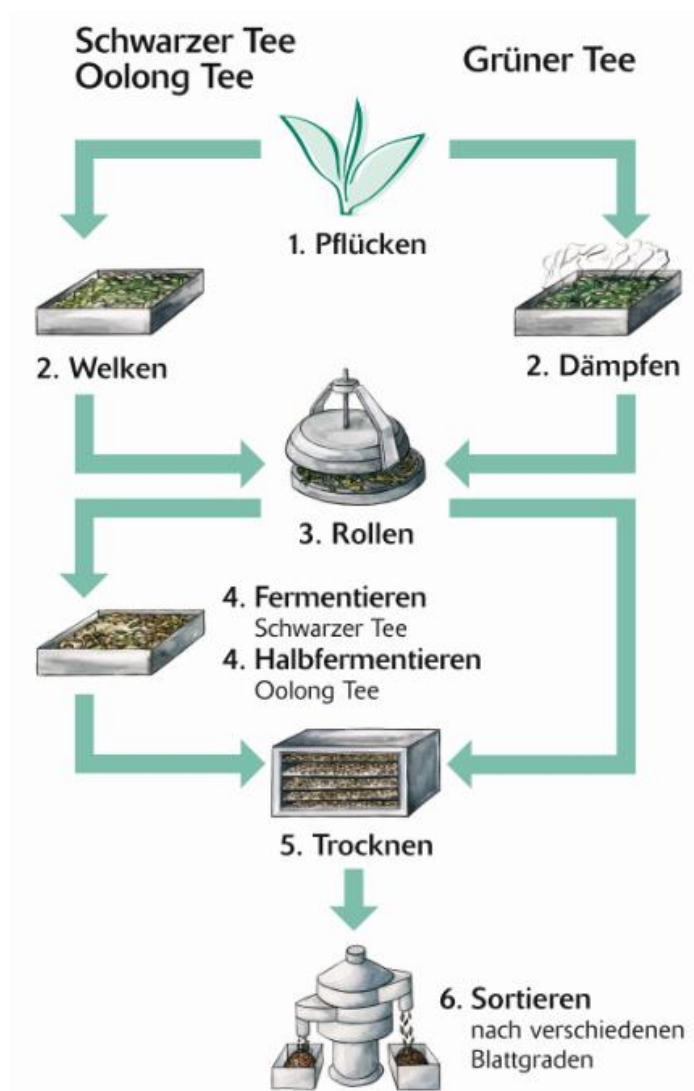 Schwarzer Tee
Oolong Tee
Grüner Tee
1. Pflücken
2. Welken
2. Dämpfen
3. Rollen
4. Fermentieren
Schwarzer Tee
4. Halbfermentieren
Oolong Tee
5. Trocknen
6. Sortieren
nach verschiedenen
Blattgraden